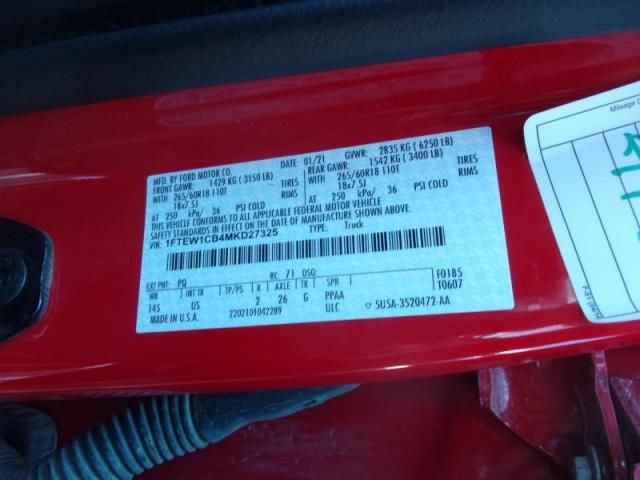 MFD. BY FORD MOTOR CO.
DATE: 01/21 GVWR: 2835 KG ( 6250 LB)
FRONT GAWR: 1429 KG ( 3150 LB) REAR GAWR: 1542 KG ( 3400 LB)
WITH 265/60R18 110T TIRES WITH 265/60R18 110T TIRES
18x7.5J RIMS 18x7.5J RIMS
AT 250 kPa/ 36 PSI COLD AT 250 kPa/ 36 PSI COLD
THIS VEHICLE CONFORMS TO ALL APPLICABLE FEDERAL MOTOR VEHICLE
SAFETY STANDARDS IN EFFECT ON THE DATE OF MANUFACTURE SHOWN ABOVE.
VIN: 1FTEW1CB4MKD27325 TYPE: Truck
EXT PNT: PQ RC: 71 DSO: F0185
WB INT TR TP/PS R AXLE TR SPR T0607
145 US 2 26 G PPAA
MADE IN U.S.A. 2202101042289 ULC 5U5A-3520472-AA
Mileage